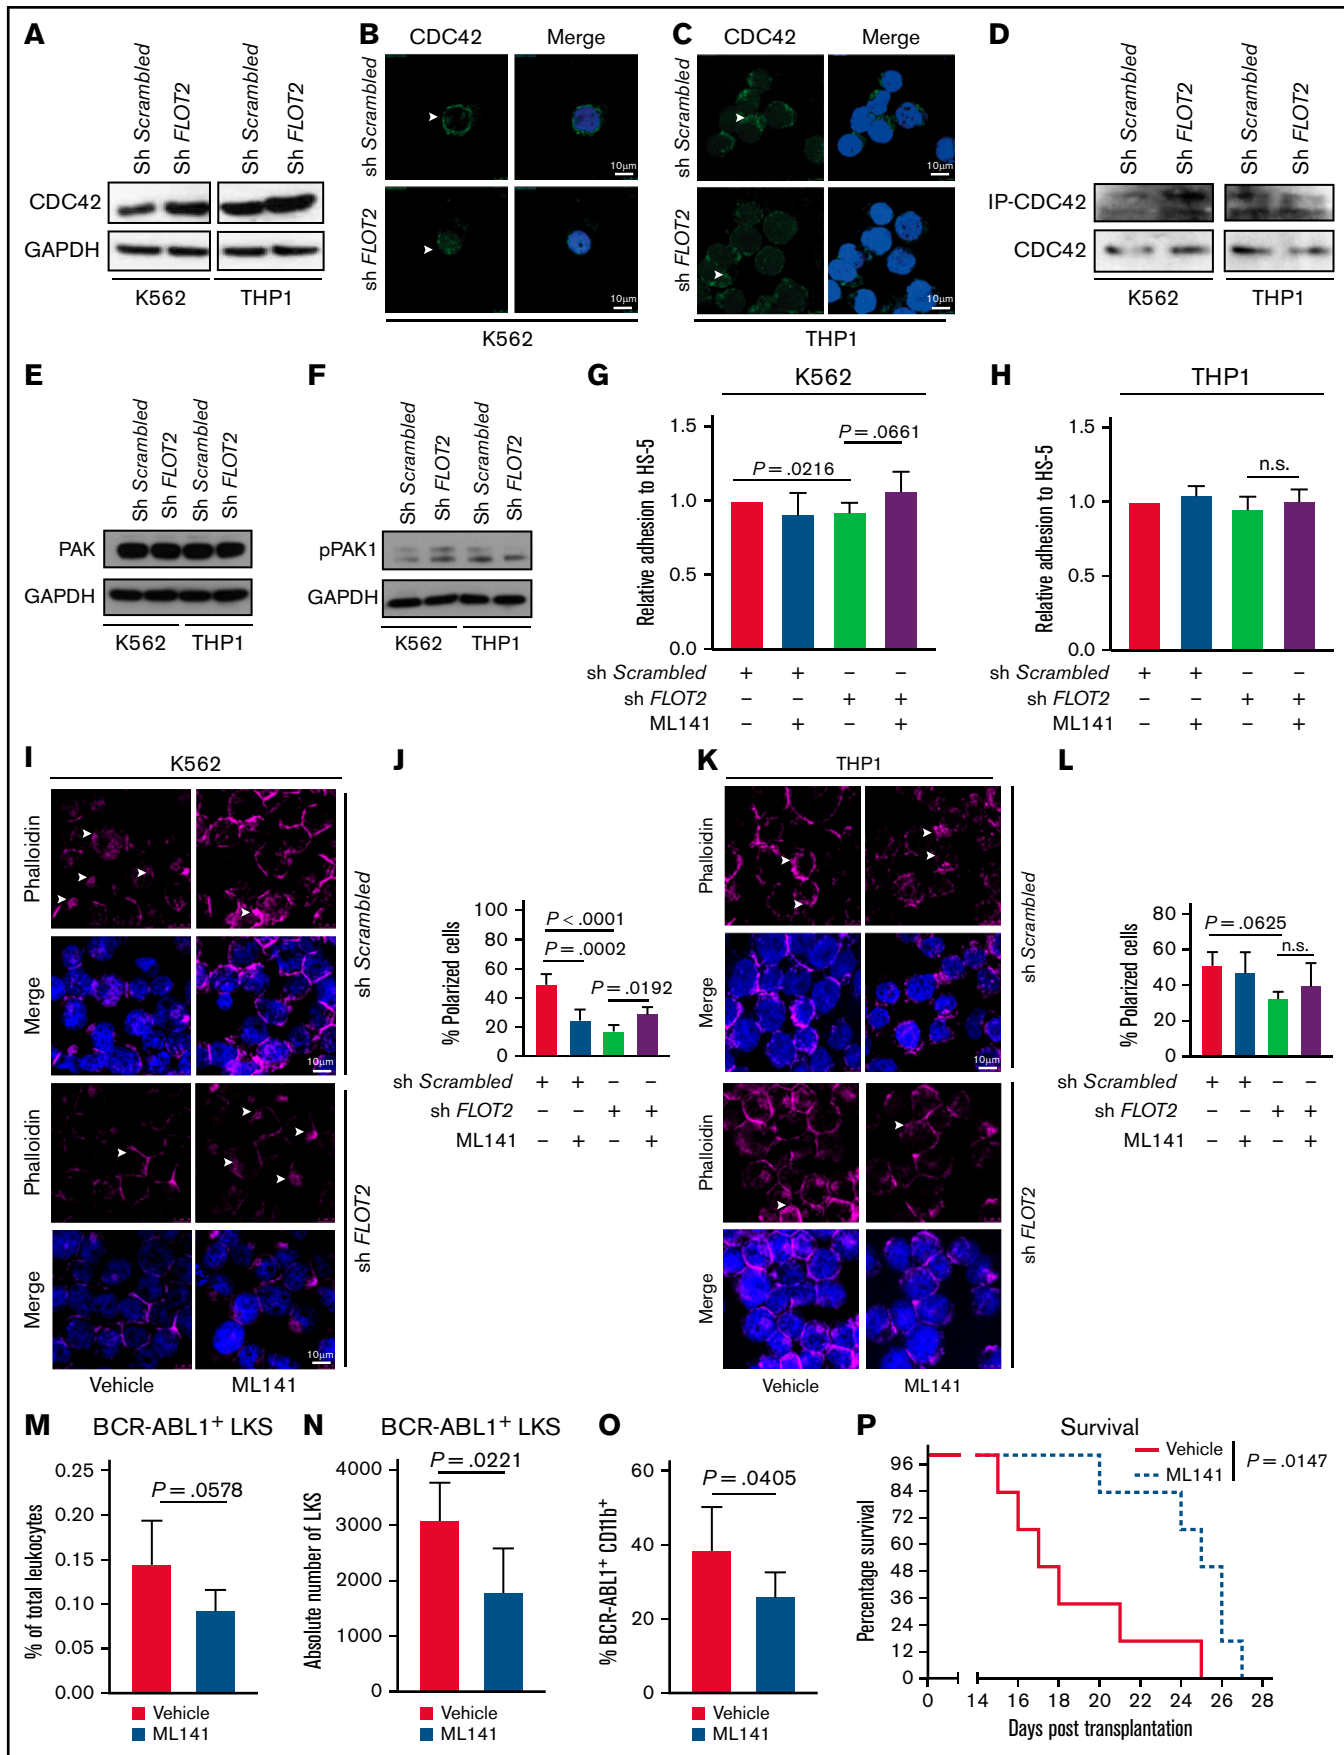 A
Sh Scrambled
Sh FLOT2
Sh Scrambled
Sh FLOT2
CDC42
GAPDH
K562
THP1
B
CDC42
Merge
sh Scrambled
10µm
sh FLOT2
10µm
K562
C
CDC42
Merge
sh Scrambled
10µm
sh FLOT2
10µm
THP1
D
Sh Scrambled
Sh FLOT2
Sh Scrambled
Sh FLOT2
IP-CDC42
CDC42
K562
THP1
E
Sh Scrambled
Sh FLOT2
Sh Scrambled
Sh FLOT2
PAK
GAPDH
K562
THP1
F
Sh Scrambled
Sh FLOT2
Sh Scrambled
Sh FLOT2
pPAK1
GAPDH
K562
THP1
G
K562
Relative adhesion to HS-5
1.5
1.0
0.5
0.0
P = .0216
P = .0661
sh Scrambled + + – –
sh FLOT2 – – + +
ML141 – + – +
H
THP1
Relative adhesion to HS-5
1.5
1.0
0.5
0.0
n.s.
sh Scrambled + + – –
sh FLOT2 – – + +
ML141 – + – +
I
K562
Phalloidin
Merge
10µm
sh Scrambled
Phalloidin
Merge
10µm
sh FLOT2
Vehicle
ML141
J
% Polarized cells
100
80
60
40
20
0
P < .0001
P = .0002
P = .0192
sh Scrambled + + – –
sh FLOT2 – – + +
ML141 – + – +
K
THP1
Phalloidin
Merge
10µm
sh Scrambled
Phalloidin
Merge
sh FLOT2
Vehicle
ML141
L
% Polarized cells
80
60
40
20
0
P = .0625
n.s.
sh Scrambled + + – –
sh FLOT2 – – + +
ML141 – + – +
M
BCR-ABL1+ LKS
% of total leukocytes
0.25
0.20
0.15
0.10
0.05
0.00
P = .0578
Vehicle
ML141
N
BCR-ABL1+ LKS
Absolute number of LKS
4000
3000
2000
1000
0
P = .0221
Vehicle
ML141
O
% BCR-ABL1+ CD11b+
60
40
20
0
P = .0405
Vehicle
ML141
P
Survival
Vehicle
ML141
P = .0147
Percentage survival
96
84
72
60
48
36
24
12
0
0 14 16 18 20 22 24 26 28
Days post transplantation